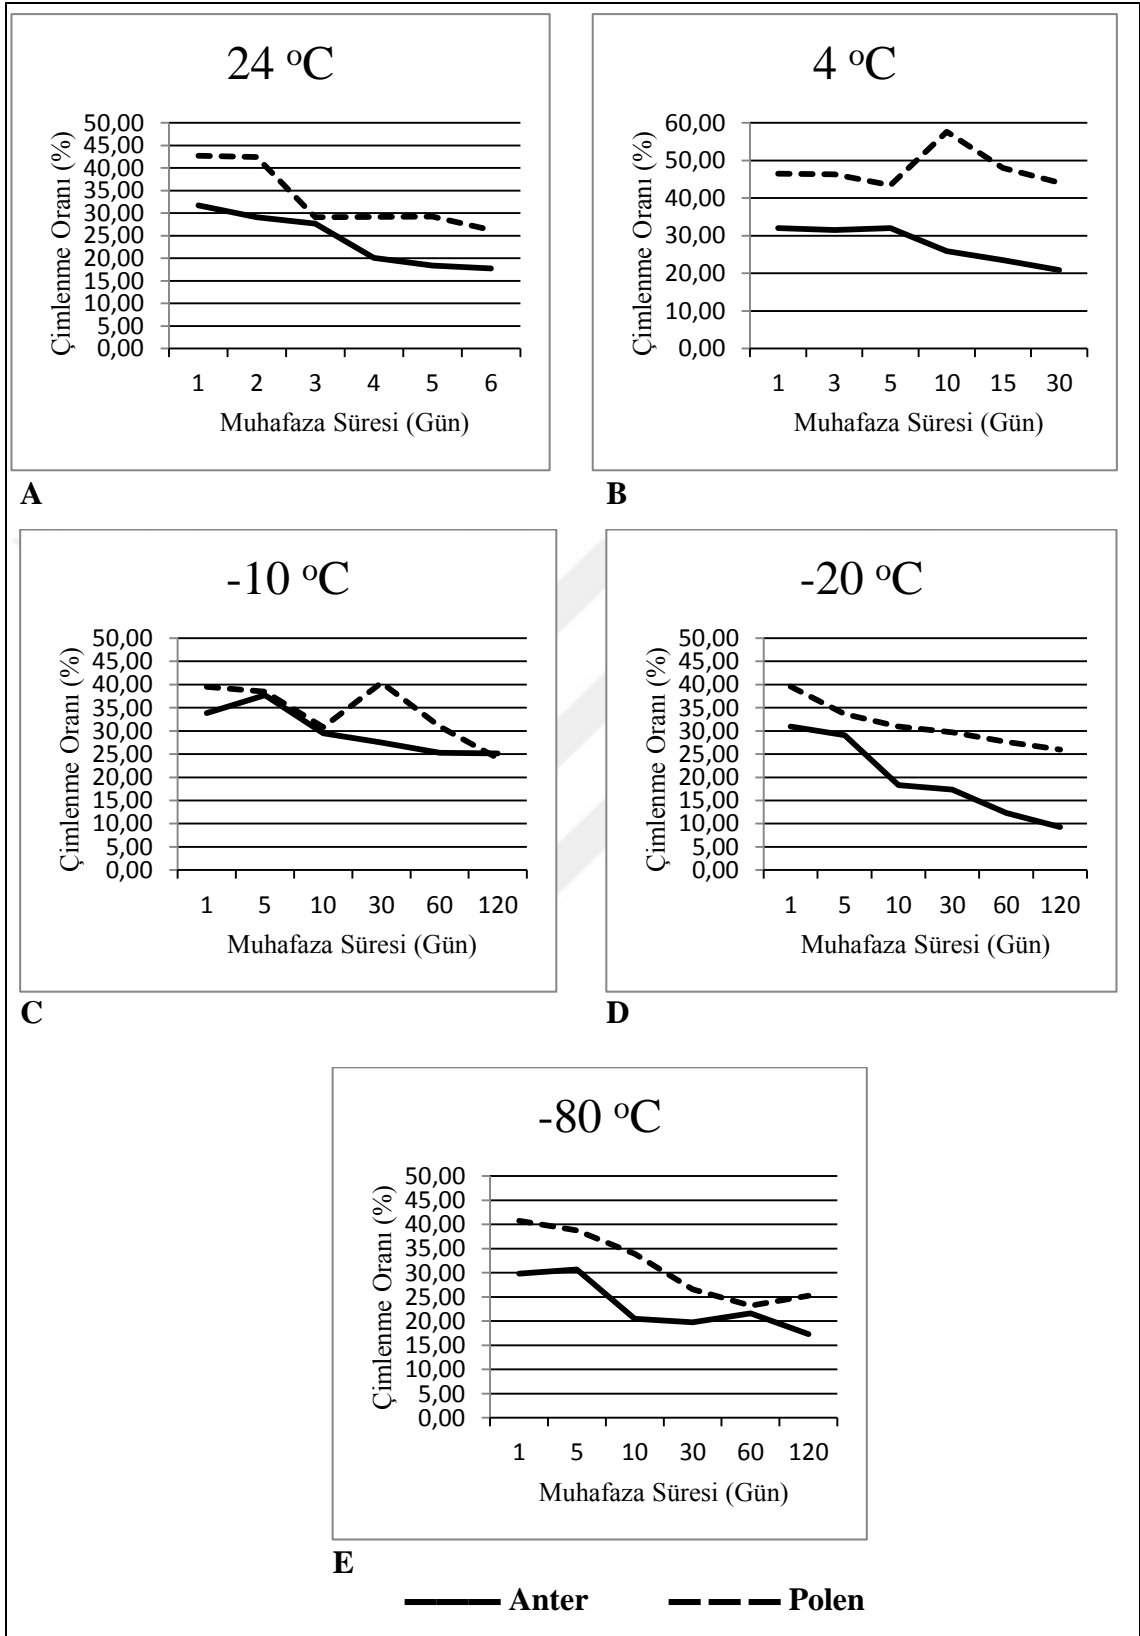 24 ºC
Çimlenme Oranı (%)
50,00
45,00
40,00
35,00
30,00
25,00
20,00
15,00
10,00
5,00
0,00
1 2 3 4 5 6
Muhafaza Süresi (Gün)
A
4 ºC
Çimlenme Oranı (%)
60,00
50,00
40,00
30,00
20,00
10,00
0,00
1 3 5 10 15 30
Muhafaza Süresi (Gün)
B
-10 ºC
Çimlenme Oranı (%)
50,00
45,00
40,00
35,00
30,00
25,00
20,00
15,00
10,00
5,00
0,00
1 5 10 30 60 120
Muhafaza Süresi (Gün)
C
-20 ºC
Çimlenme Oranı (%)
50,00
45,00
40,00
35,00
30,00
25,00
20,00
15,00
10,00
5,00
0,00
1 5 10 30 60 120
Muhafaza Süresi (Gün)
D
-80 ºC
Çimlenme Oranı (%)
50,00
45,00
40,00
35,00
30,00
25,00
20,00
15,00
10,00
5,00
0,00
1 5 10 30 60 120
Muhafaza Süresi (Gün)
E
Anter Polen